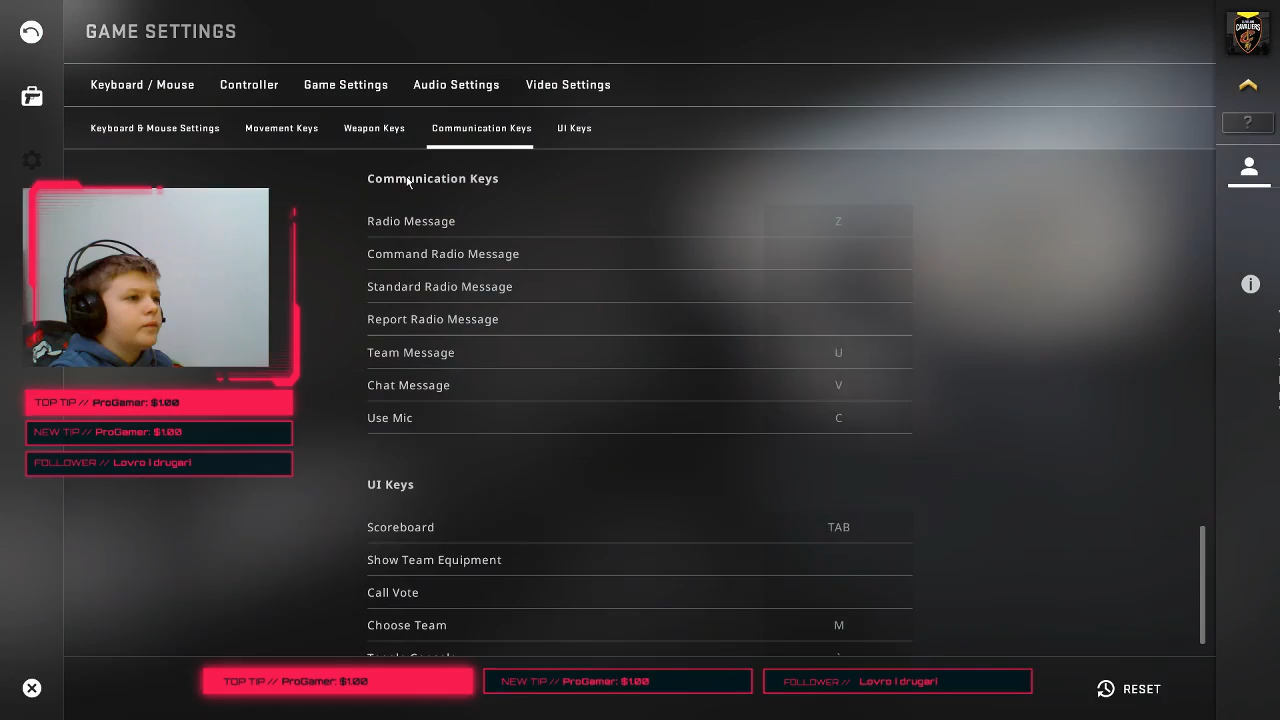 GAME SETTINGS
Keyboard / Mouse Controller Game Settings Audio Settings Video Settings
Keyboard & Mouse Settings Movement Keys Weapon Keys Communication Keys UI Keys
?
Communication Keys
Radio Message Z
Command Radio Message
Standard Radio Message
Report Radio Message
Team Message U
Chat Message V
Use Mic C
UI Keys
Scoreboard TAB
Show Team Equipment
Call Vote
Choose Team M
TOP TIP // ProGamer: $1.00
NEW TIP // ProGamer: $1.00
FOLLOWER // Lovro i drugari
TOP TIP // ProGamer: $1.00
NEW TIP // ProGamer: $1.00
FOLLOWER // Lovro i drugari
RESET
CAVALIERS